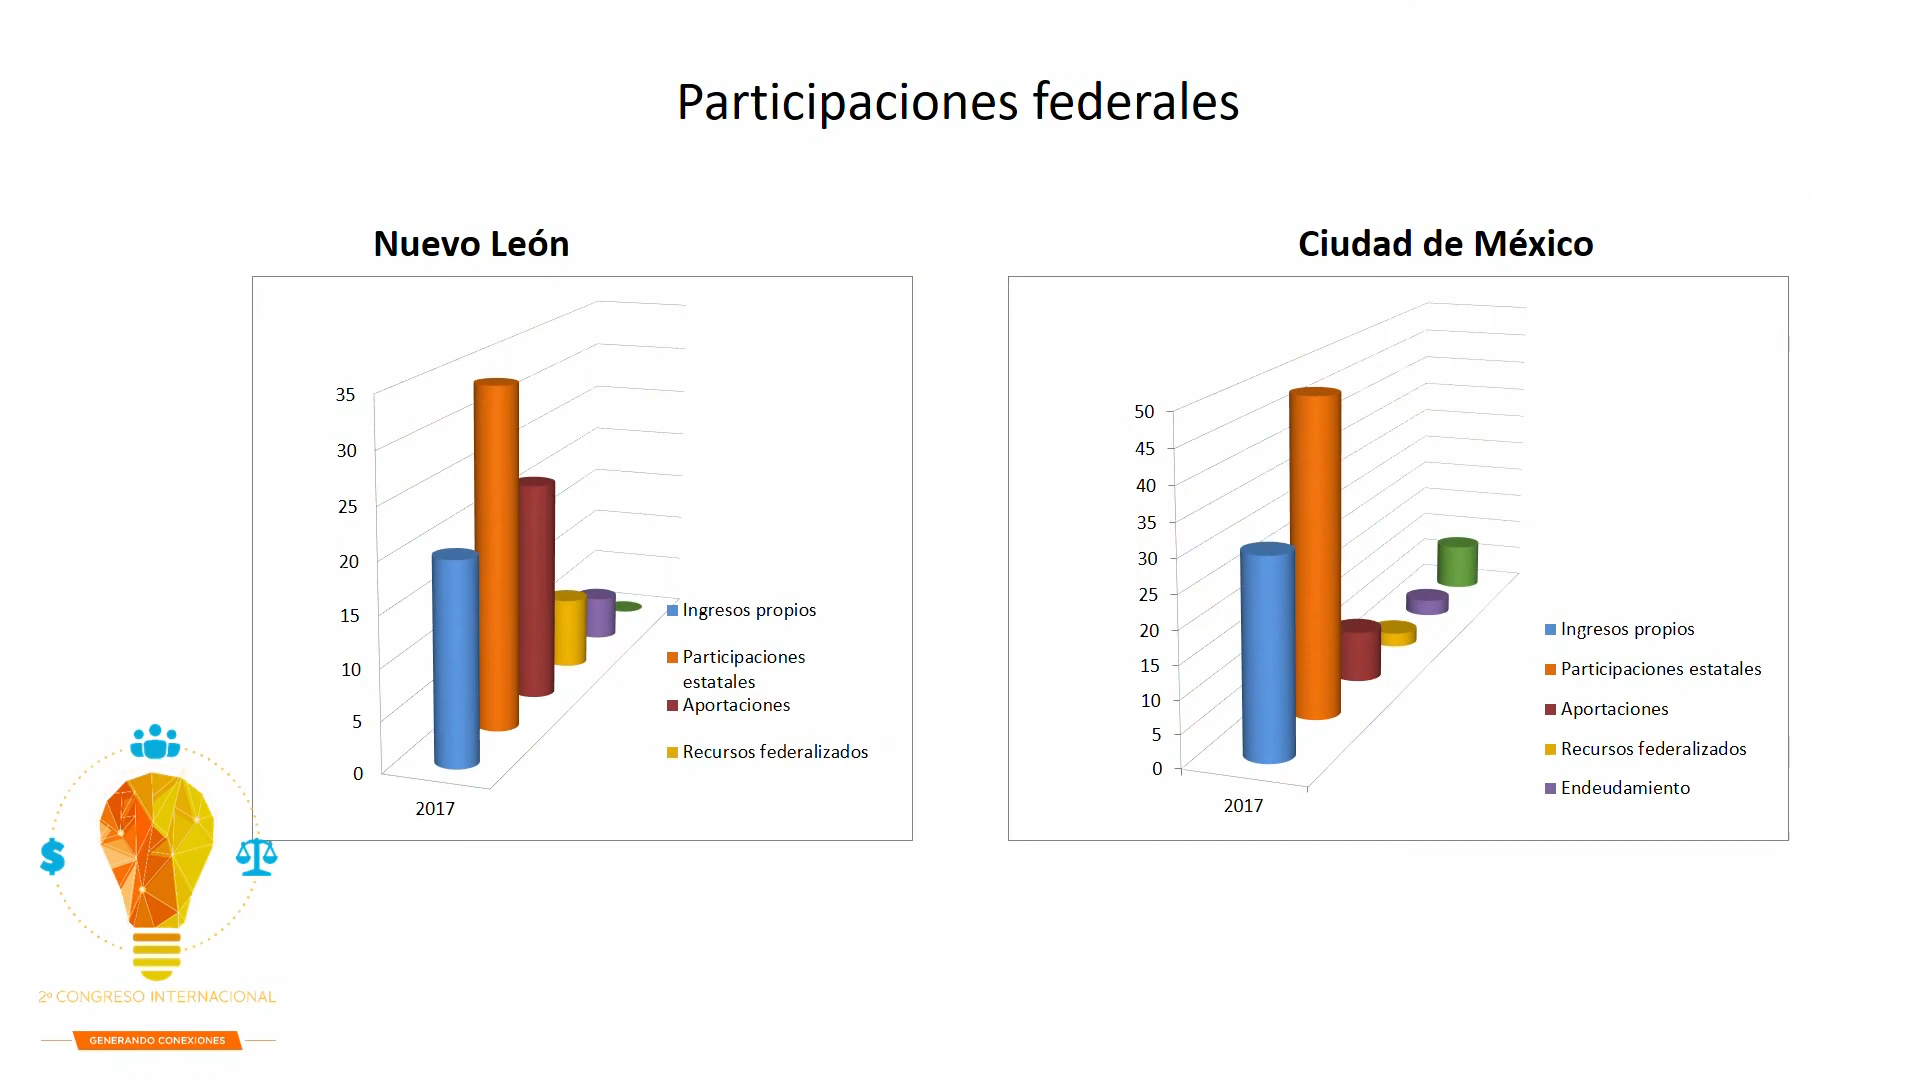 Participaciones federales
Nuevo León
35
30
25
20
15
10
5
0
2017
Ingresos propios
Participaciones
estatales
Aportaciones
Recursos federalizados
Ciudad de México
50
45
40
35
30
25
20
15
10
5
0
2017
Ingresos propios
Participaciones estatales
Aportaciones
Recursos federalizados
Endeudamiento
$
2º CONGRESO INTERNACIONAL
GENERANDO CONEXIONES